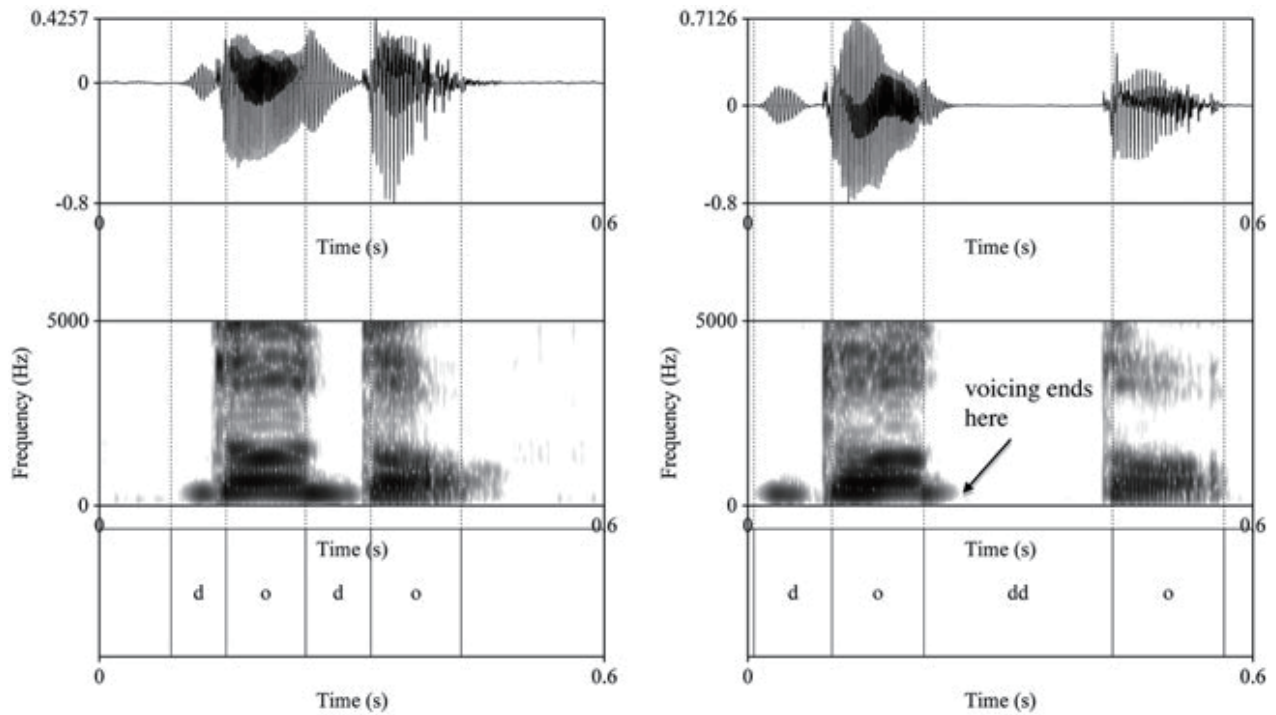 0.4257
0
-0.8
0
0.6
Time (s)
5000
Frequency (Hz)
0
0
0.6
Time (s)
d
o
d
o
0
0.6
Time (s)
0.7126
0
-0.8
0
0.6
Time (s)
5000
Frequency (Hz)
voicing ends
here
0
0
0.6
Time (s)
d
o
dd
o
0
0.6
Time (s)